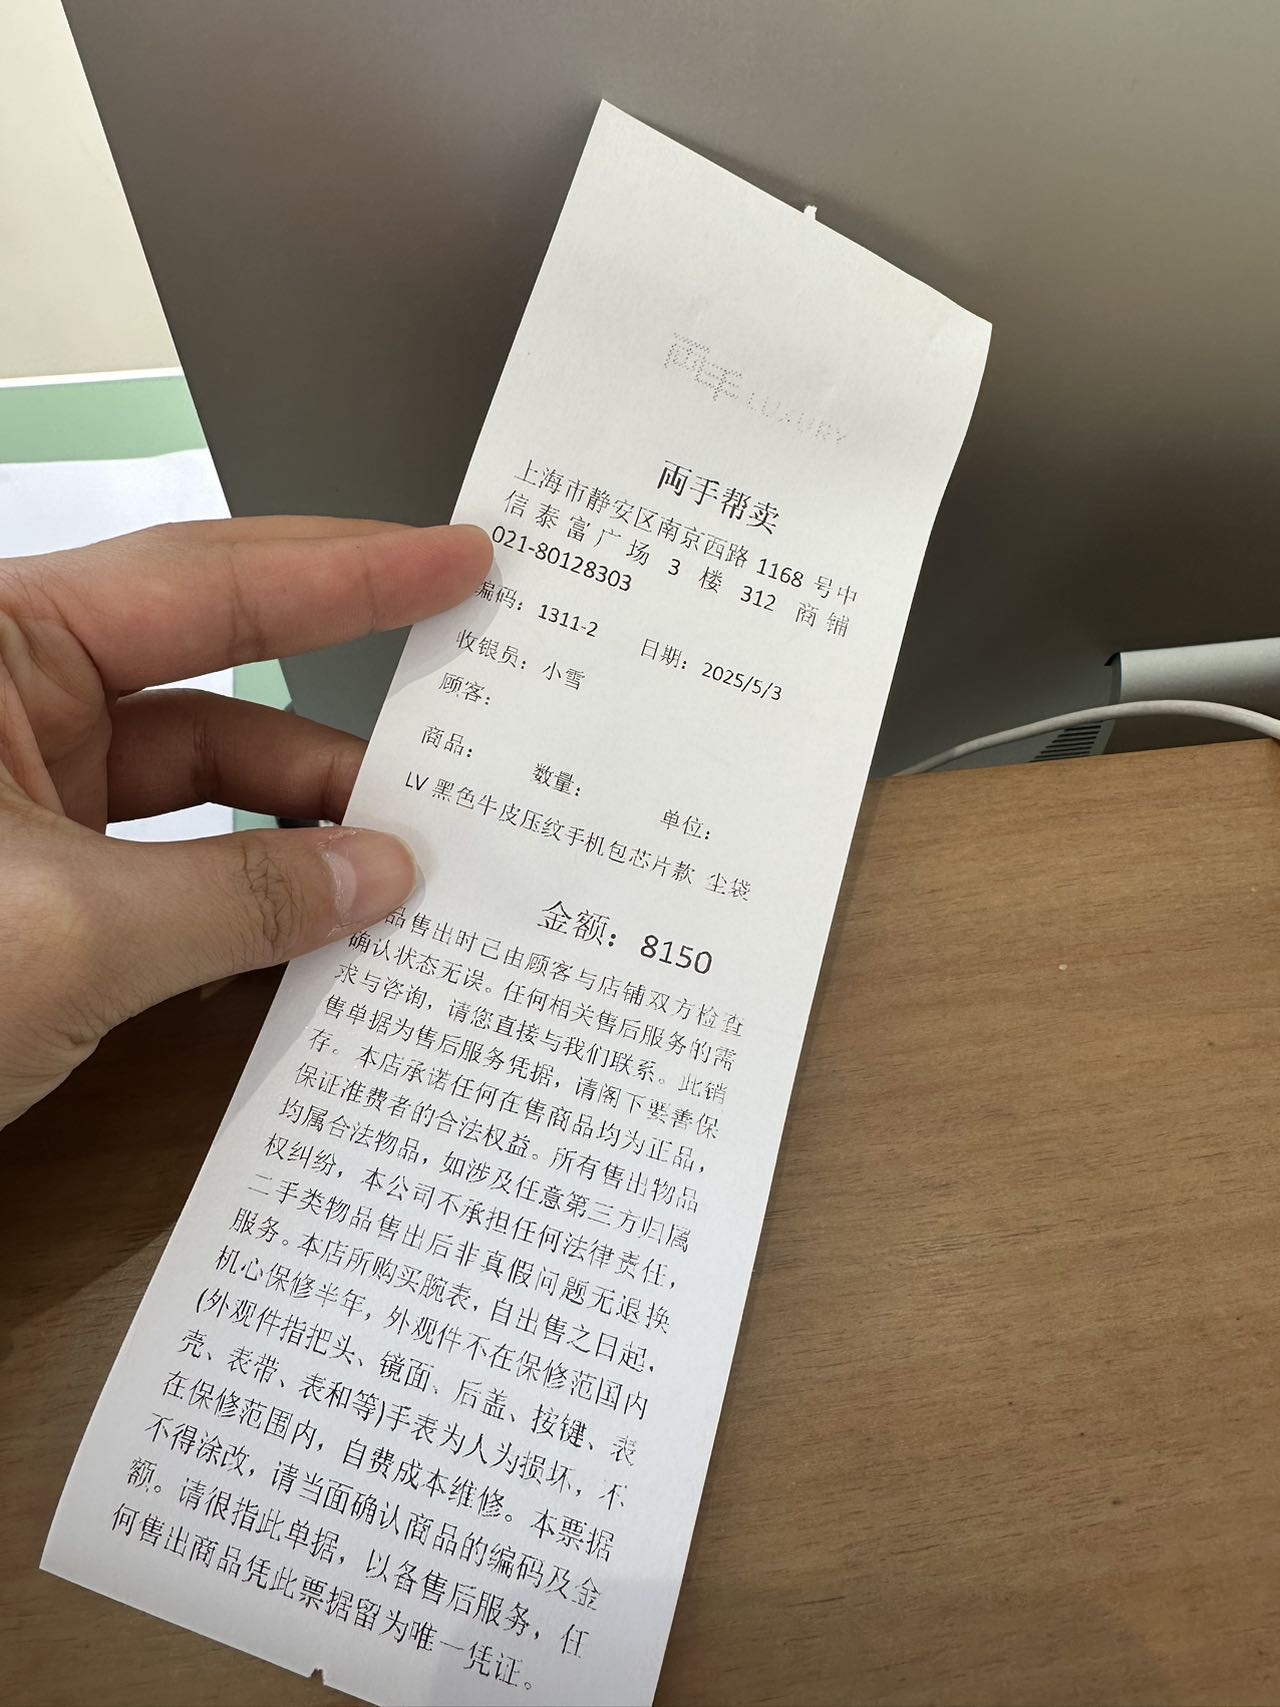 両手 LUXURY
両手帮卖
上海市静安区南京西路 1168 号中
信泰富广场 3 楼 312 商铺
021-80128303
编码：1311-2 日期：2025/5/3
收银员：小雪
顾客：
商品： 数量： 单位：
LV 黑色牛皮压纹手机包芯片款 尘袋
金额：8150
品售出时已由顾客与店铺双方检查
确认状态无误。任何相关售后服务的需
求与咨询，请您直接与我们联系。此销
售单据为售后服务凭据，请阁下要善保
存。本店承诺任何在售商品均为正品，
保证准费者的合法权益。所有售出物品
均属合法物品，如涉及任意第三方归属
权纠纷，本公司不承担任何法律责任，
二手类物品售出后非真假问题无退换
服务。本店所购买腕表，自出售之日起，
机心保修半年，外观件不在保修范围内
(外观件指把头、镜面、后盖、按键、表
壳、表带、表和等)手表为人为损坏，不
在保修范围内，自费成本维修。本票据
不得涂改，请当面确认商品的编码及金
额。请很指此单据，以备售后服务，任
何售出商品凭此票据留为唯一凭证。